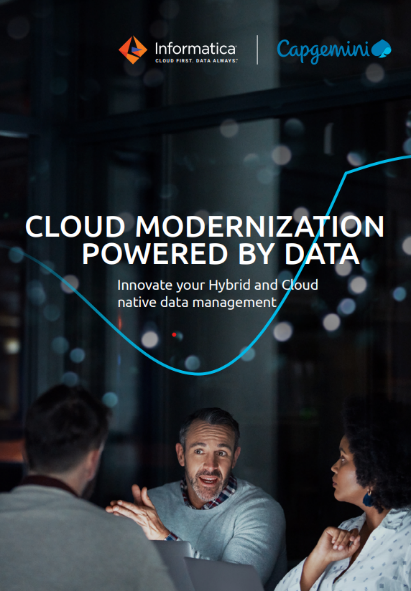 Informatica
CLOUD FIRST. DATA ALWAYS.™
Capgemini
CLOUD MODERNIZATION
POWERED BY DATA
Innovate your Hybrid and Cloud
native data management